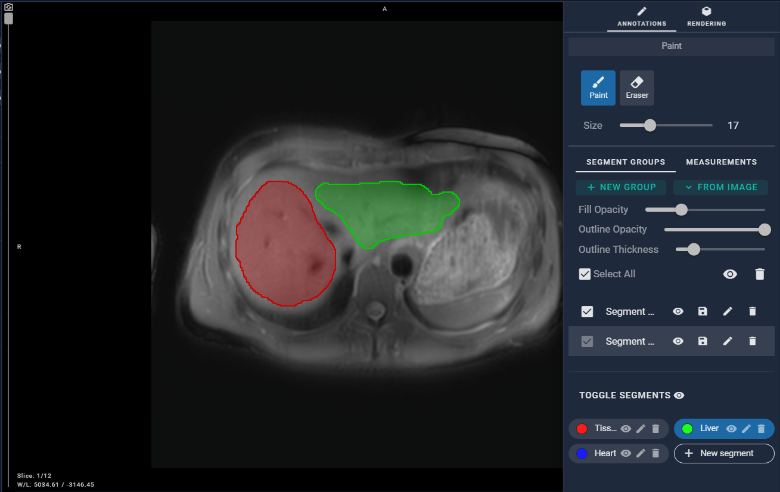 A
R
Slice: 1/12
W/L: 5034.61 / -3146.45
ANNOTATIONS
RENDERING
Paint
Paint
Eraser
Size
17
SEGMENT GROUPS
MEASUREMENTS
+ NEW GROUP
FROM IMAGE
Fill Opacity
Outline Opacity
Outline Thickness
Select All
Segment ...
Segment ...
TOGGLE SEGMENTS
Tiss...
Liver
Heart
+ New segment